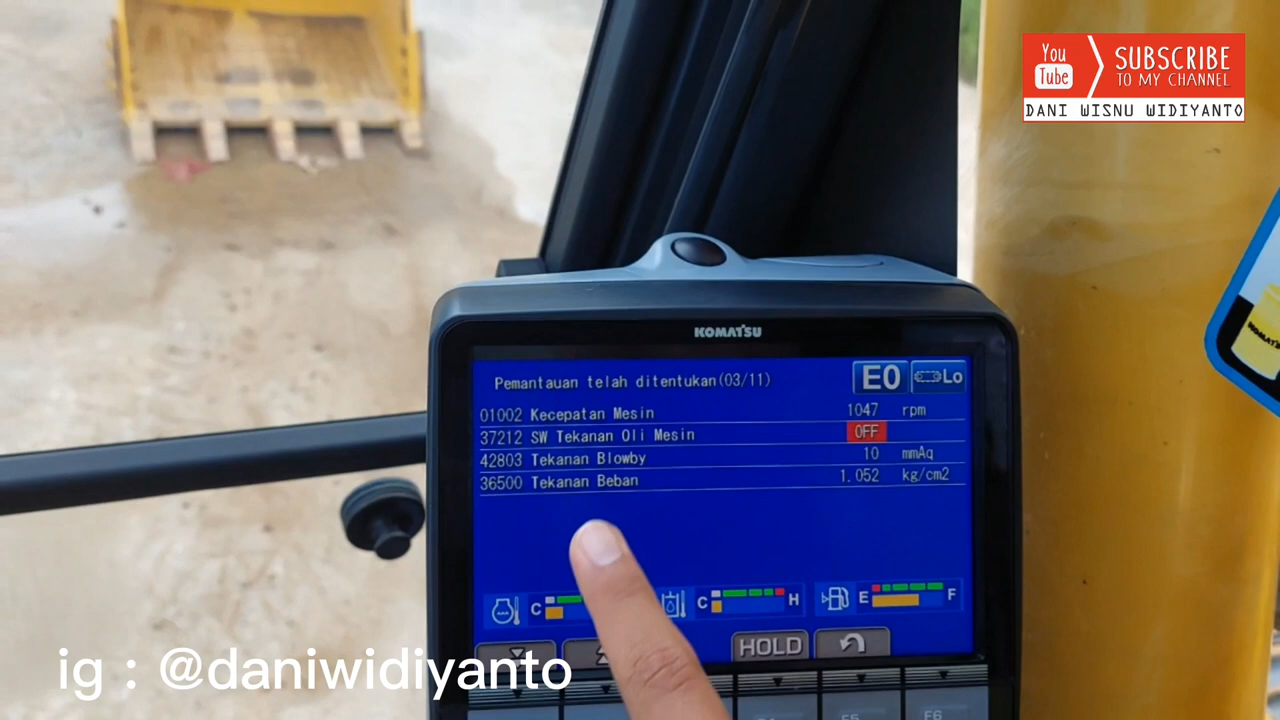 You
Tube
SUBSCRIBE
TO MY CHANNEL
DANI WISNU WIDIYANTO
KOMATSU
Pemantauan telah ditentukan(03/11) E0 Lo
01002 Kecepatan Mesin 1047 rpm
37212 SW Tekanan Oli Mesin OFF
42803 Tekanan Blowby 10 mmAq
36500 Tekanan Beban 1.052 kg/cm2
C C H E F
HOLD
F5 F6
ig : @daniwidiyanto